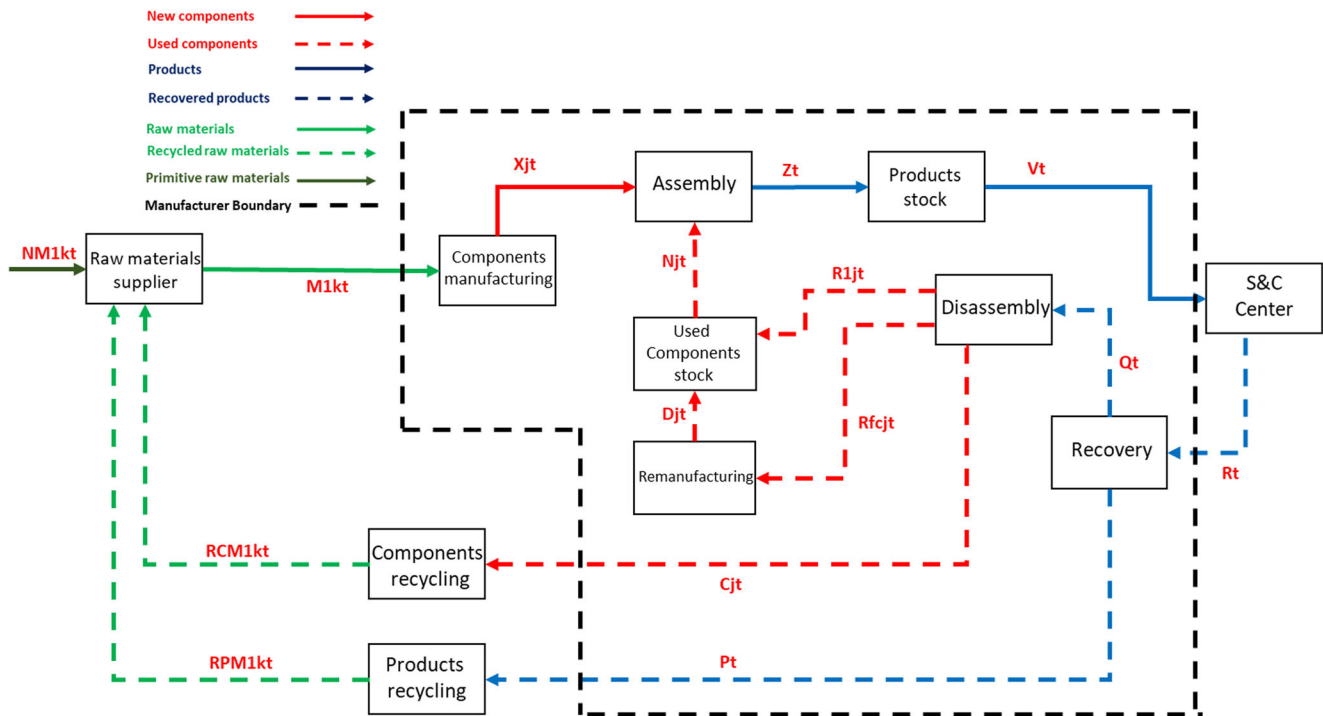 New components
Used components
Products
Recovered products
Raw materials
Recycled raw materials
Primitive raw materials
Manufacturer Boundary
NM1kt
Raw materials
supplier
M1kt
Components
manufacturing
Xjt
Assembly
Zt
Products
stock
Vt
S&C
Center
Njt
R1jt
Disassembly
Used
Components
stock
Qt
Djt
Rfcjt
Remanufacturing
Recovery
Rt
RCM1kt
Components
recycling
Cjt
RPM1kt
Products
recycling
Pt